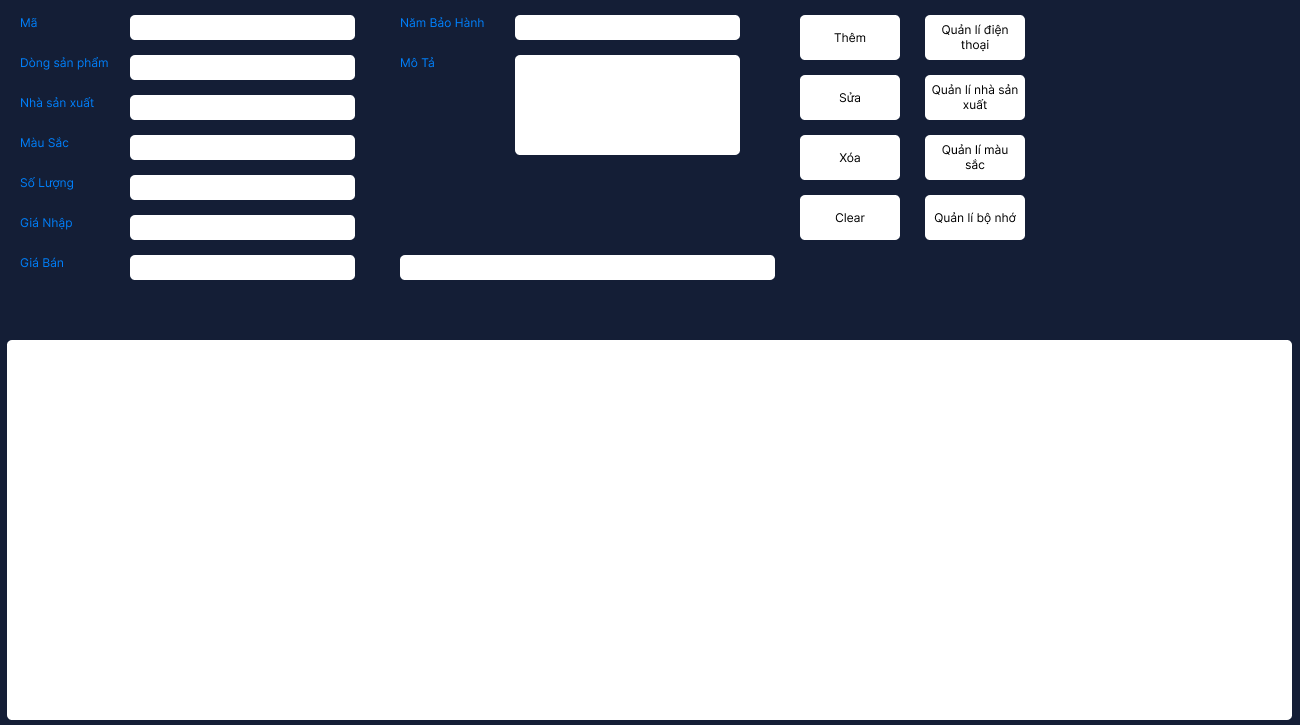 Mã
Dòng sản phẩm
Nhà sản xuất
Màu Sắc
Số Lượng
Giá Nhập
Giá Bán
Năm Bảo Hành
Mô Tả
Thêm
Sửa
Xóa
Clear
Quản lí điện
thoại
Quản lí nhà sản
xuất
Quản lí màu
sắc
Quản lí bộ nhớ